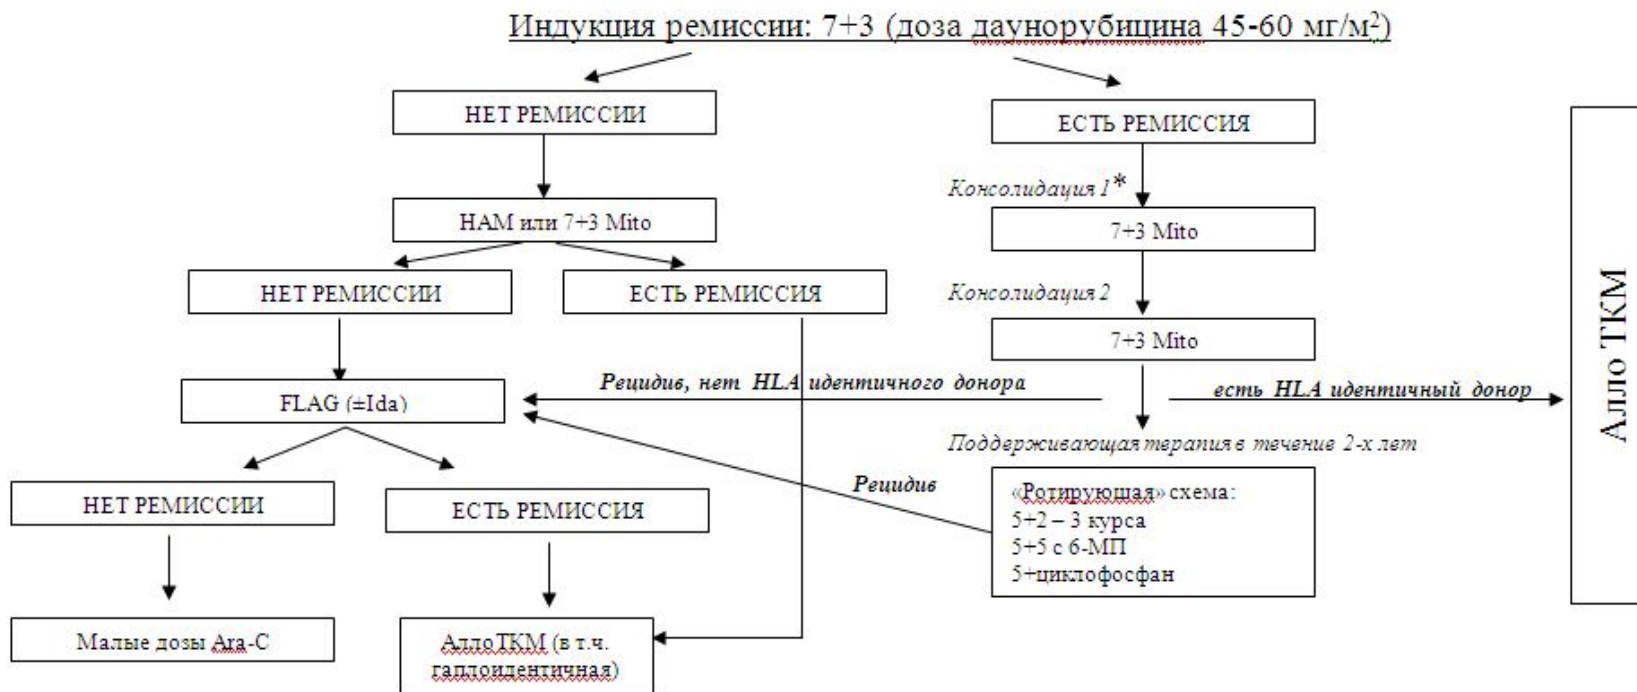 Индукция ремиссии: 7+3 (доза даунорубицина 45-60 мг/м²)
НЕТ РЕМИССИИ
ЕСТЬ РЕМИССИЯ
Консолидация 1*
НАМ или 7+3 Mito
7+3 Mito
НЕТ РЕМИССИИ
ЕСТЬ РЕМИССИЯ
Консолидация 2
7+3 Mito
Рецидив, нет HLA идентичного донора
есть HLA идентичный донор
FLAG (±Ida)
Поддерживающая терапия в течение 2-х лет
НЕТ РЕМИССИИ
ЕСТЬ РЕМИССИЯ
Рецидив
«Ротирующая» схема:
5+2 – 3 курса
5+5 с 6-МП
5+циклофосфан
Малые дозы Ara-C
АллоТКМ (в т.ч.
гаплоидентичная)
Алло ТКМ